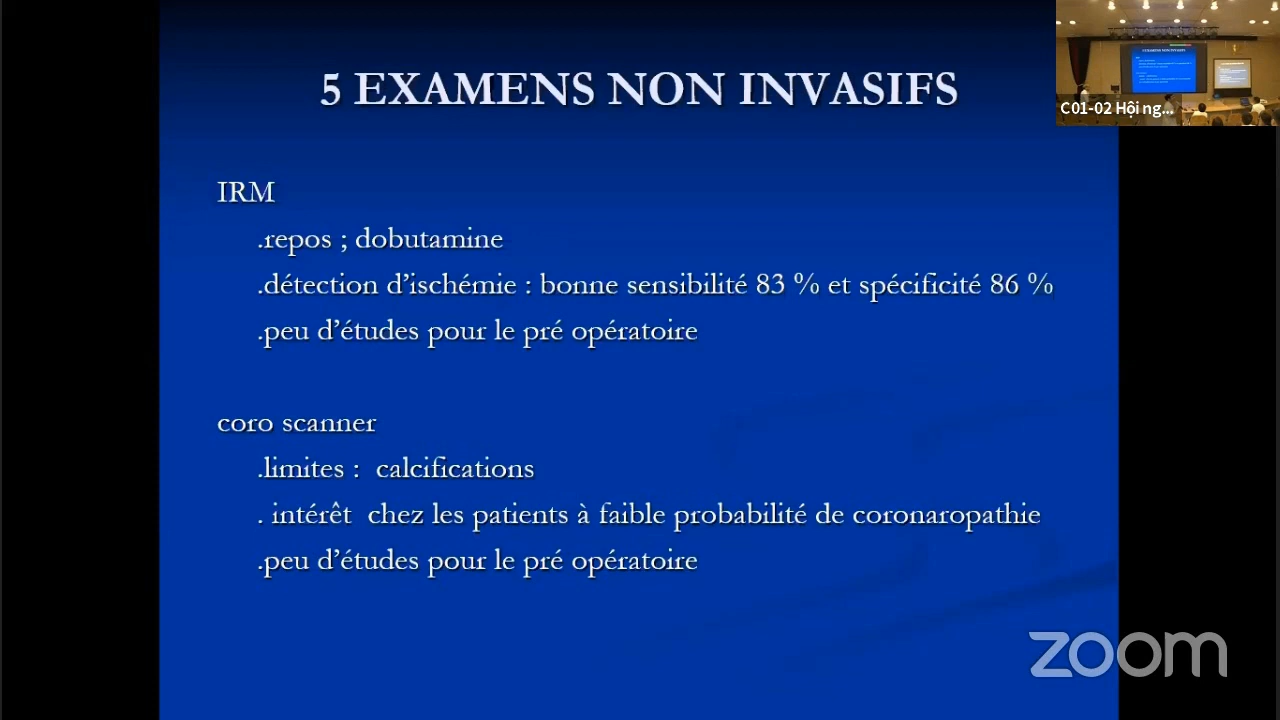 5 EXAMENS NON INVASIFS
C01-02 Hội ng...
IRM
.repos ; dobutamine
.détection d’ischémie : bonne sensibilité 83 % et spécificité 86 %
.peu d’études pour le pré opératoire
coro scanner
.limites :  calcifications
. intérêt  chez les patients à faible probabilité de coronaropathie
.peu d’études pour le pré opératoire
zoom